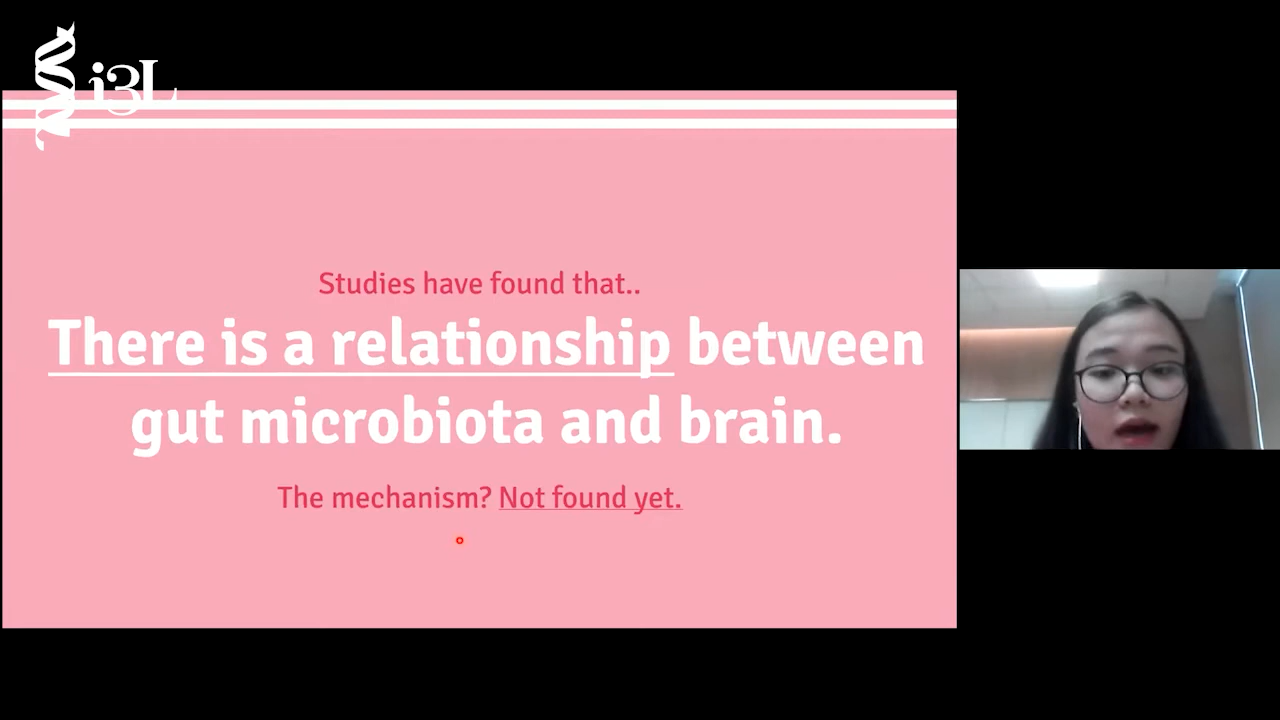 i3L
Studies have found that..
There is a relationship between
gut microbiota and brain.
The mechanism? Not found yet.